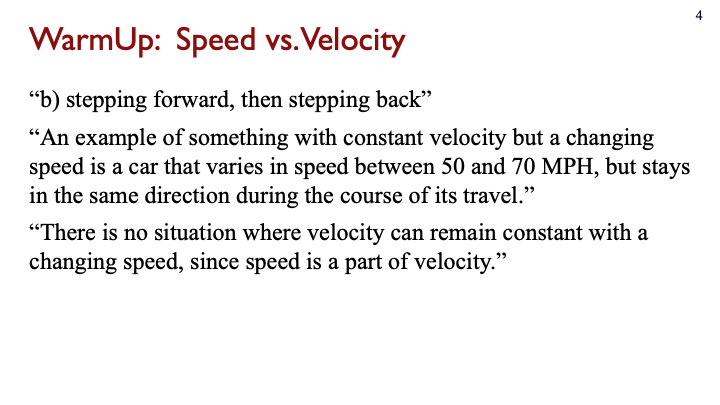 4
WarmUp: Speed vs. Velocity
“b) stepping forward, then stepping back”
“An example of something with constant velocity but a changing
speed is a car that varies in speed between 50 and 70 MPH, but stays
in the same direction during the course of its travel.”
“There is no situation where velocity can remain constant with a
changing speed, since speed is a part of velocity.”